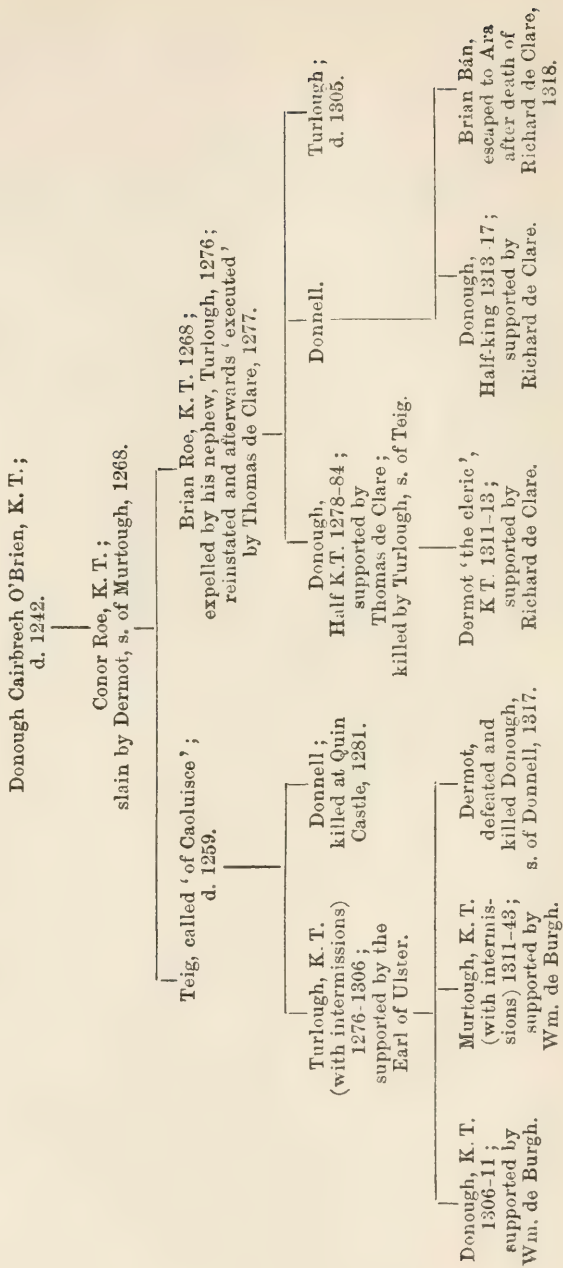 Donough Cairbrech O'Brien, K. T. ;
d. 1242.
Conor Roe, K. T. ;
slain by Dermot, s. of Murtough, 1268.
Teig, called ‘ of Caoluisce ’ ;
d. 1259.
Brian Roe, K. T. 1268 ;
expelled by his nephew, Turlough, 1276 ;
reinstated and afterwards ‘ executed ’
by Thomas de Clare, 1277.
Turlough, K. T.
(with intermissions)
1276-1306 ;
supported by the
Earl of Ulster.
Donnell ;
killed at Quin
Castle, 1281.
Donough,
Half K.T. 1278-84 ;
supported by
Thomas de Clare ;
killed by Turlough, s. of Teig.
Donnell.
Turlough ;
d. 1305.
Donough, K. T.
1306-11 ;
supported by
Wm. de Burgh.
Murtough, K. T.
(with intermis-
sions) 1311-43 ;
supported by
Wm. de Burgh.
Dermot,
defeated and
killed Donough,
s. of Donnell, 1317.
Dermot ‘ the cleric ’,
K T. 1311-13 ;
supported by
Richard de Clare.
Donough,
Half-king 1313-17 ;
supported by
Richard de Clare.
Brian Bán,
escaped to Ara
after death of
Richard de Clare,
1318.